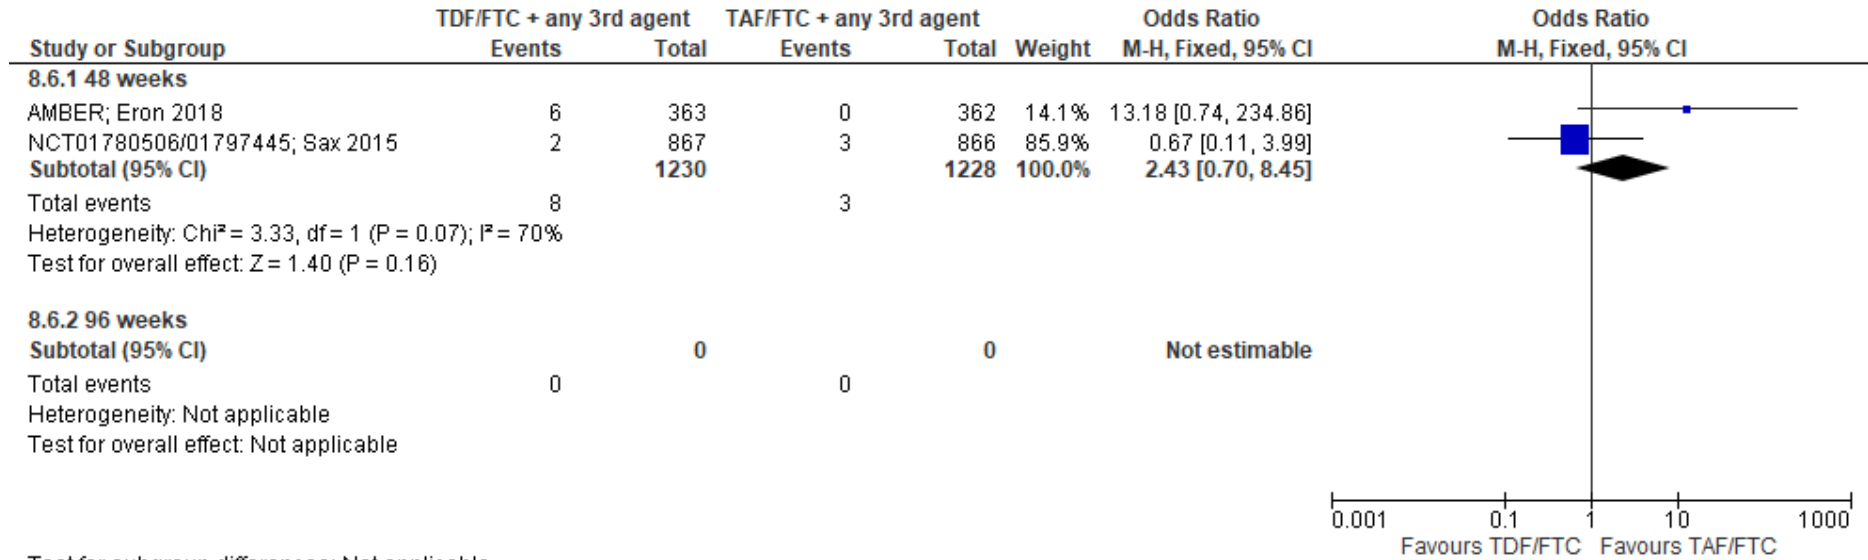 TDF/FTC + any 3rd agent TAF/FTC + any 3rd agent Odds Ratio Odds Ratio
Study or Subgroup Events Total Events Total Weight M-H, Fixed, 95% CI M-H, Fixed, 95% CI
8.6.1 48 weeks
AMBER; Eron 2018 6 363 0 362 14.1% 13.18 [0.74, 234.86]
NCT01780506/01797445; Sax 2015 2 867 3 866 85.9% 0.67 [0.11, 3.99]
Subtotal (95% CI) 1230 1228 100.0% 2.43 [0.70, 8.45]
Total events 8 3
Heterogeneity: Chi² = 3.33, df = 1 (P = 0.07); I² = 70%
Test for overall effect: Z = 1.40 (P = 0.16)
8.6.2 96 weeks
Subtotal (95% CI) 0 0 Not estimable
Total events 0 0
Heterogeneity: Not applicable
Test for overall effect: Not applicable
0.001 0.1 1 10 1000
Favours TDF/FTC Favours TAF/FTC
Test for subgroup differences: Not applicable